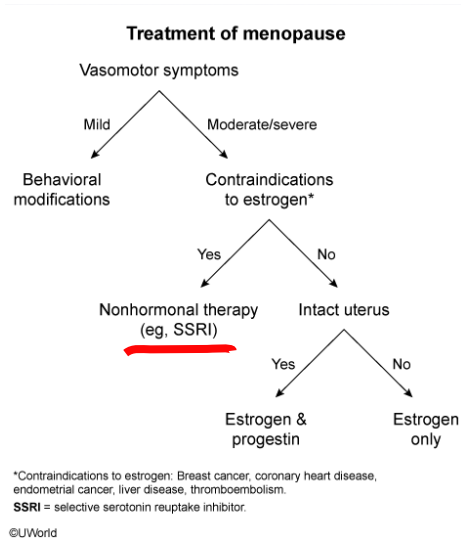 Treatment of menopause
Vasomotor symptoms
Mild
Moderate/severe
Behavioral
modifications
Contraindications
to estrogen*
Yes
No
Nonhormonal therapy
(eg, SSRI)
Intact uterus
Yes
No
Estrogen &
progestin
Estrogen
only
*Contraindications to estrogen: Breast cancer, coronary heart disease,
endometrial cancer, liver disease, thromboembolism.
SSRI = selective serotonin reuptake inhibitor.
©UWorld